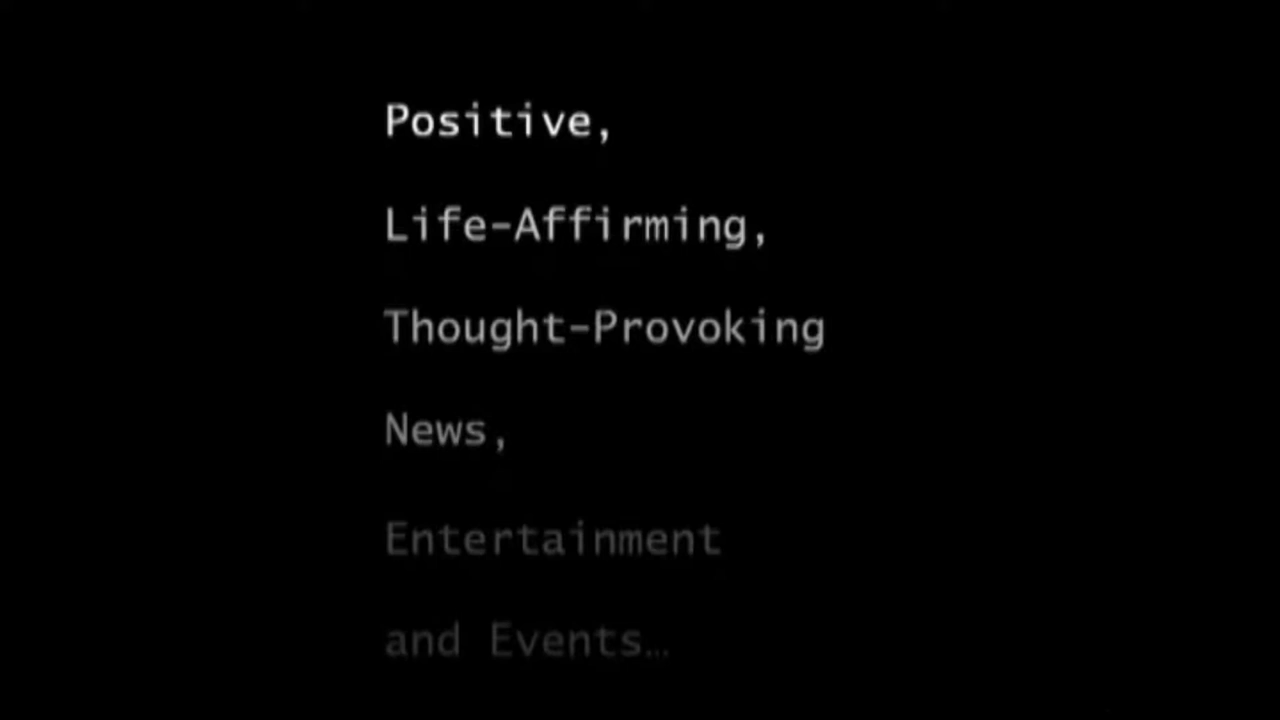 Positive,
Life-Affirming,
Thought-Provoking
News,
Entertainment
and Events…